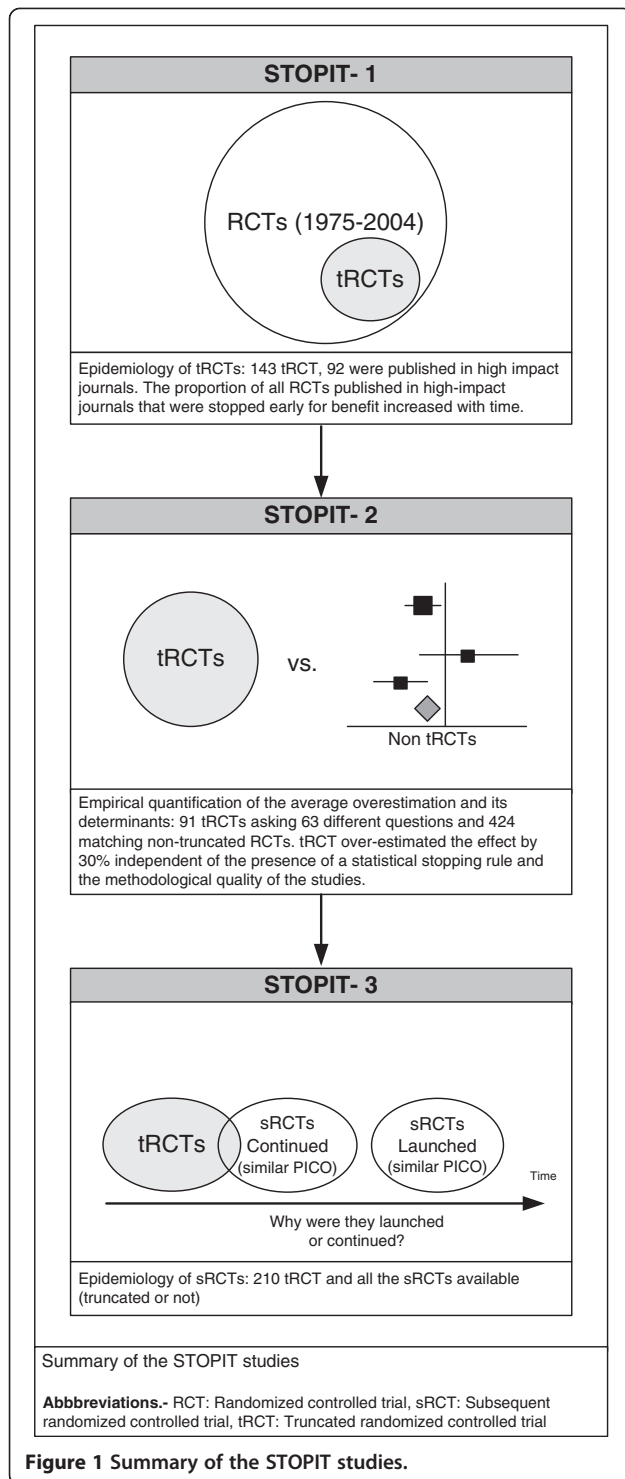 STOPIT- 1
RCTs (1975-2004)
tRCTs
Epidemiology of tRCTs: 143 tRCT, 92 were published in high impact
journals. The proportion of all RCTs published in high-impact
journals that were stopped early for benefit increased with time.
STOPIT- 2
tRCTs
vs.
Non tRCTs
Empirical quantification of the average overestimation and its
determinants: 91 tRCTs asking 63 different questions and 424
matching non-truncated RCTs. tRCT over-estimated the effect by
30% independent of the presence of a statistical stopping rule and
the methodological quality of the studies.
STOPIT- 3
tRCTs
sRCTs
Continued
(similar PICO)
sRCTs
Launched
(similar PICO)
Time
Why were they launched
or continued?
Epidemiology of sRCTs: 210 tRCT and all the sRCTs available
(truncated or not)
Summary of the STOPIT studies
Abbbreviations.- RCT: Randomized controlled trial, sRCT: Subsequent
randomized controlled trial, tRCT: Truncated randomized controlled trial
Figure 1 Summary of the STOPIT studies.